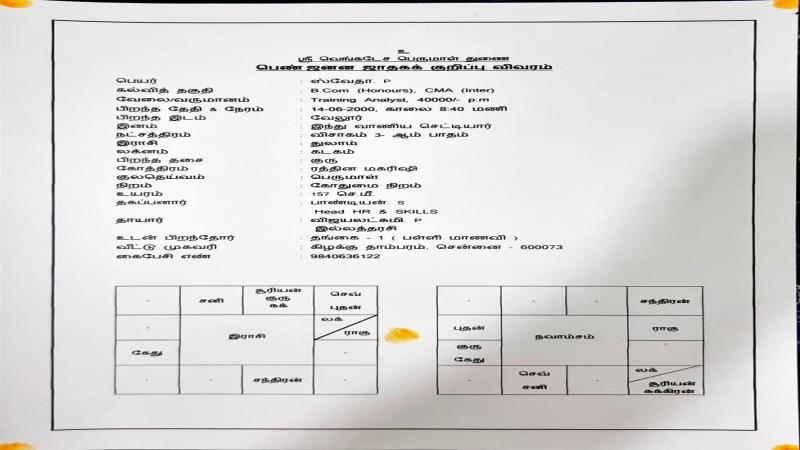 உ
ஸ்ரீ வெங்கடேச பெருமாள் துணை
பெண் ஜனன ஜாதகக் குறிப்பு விவரம்
பெயர் : ஸ்வேதா. P
கல்வித் தகுதி : B.Com (Honours), CMA (Inter)
வேலை/வருமானம் : Training Analyst, 40000/- p.m
பிறந்த தேதி & நேரம் : 14-06-2000, காலை 8:40 மணி
பிறந்த இடம் : வேலூர்
இனம் : இந்து வாணிய செட்டியார்
நட்சத்திரம் : விசாகம் 3- ஆம் பாதம்
இராசி : துலாம்
லக்னம் : கடகம்
பிறந்த தசை : குரு
கோத்திரம் : ரத்தின மகரிஷி
குலதெய்வம் : பெருமாள்
நிறம் : கோதுமை நிறம்
உயரம் : 157 செ.மீ.
தகப்பனார் : பாண்டியன். S
Head HR & SKILLS
தாயார் : விஜயலட்சுமி. P
இல்லத்தரசி
உடன் பிறந்தோர் : தங்கை - 1 ( பள்ளி மாணவி )
வீட்டு முகவரி : கிழக்கு தாம்பரம், சென்னை - 600073
கைபேசி எண் : 9840636122
- சனி சூரியன் குரு சுக் செவ் புதன்
- இராசி லக் ராகு
கேது -
- - சந்திரன் -
- - - சந்திரன்
புதன் நவாம்சம் ராகு
குரு கேது -
- செவ் சனி - லக் சூரியன் சுக்கிரன்